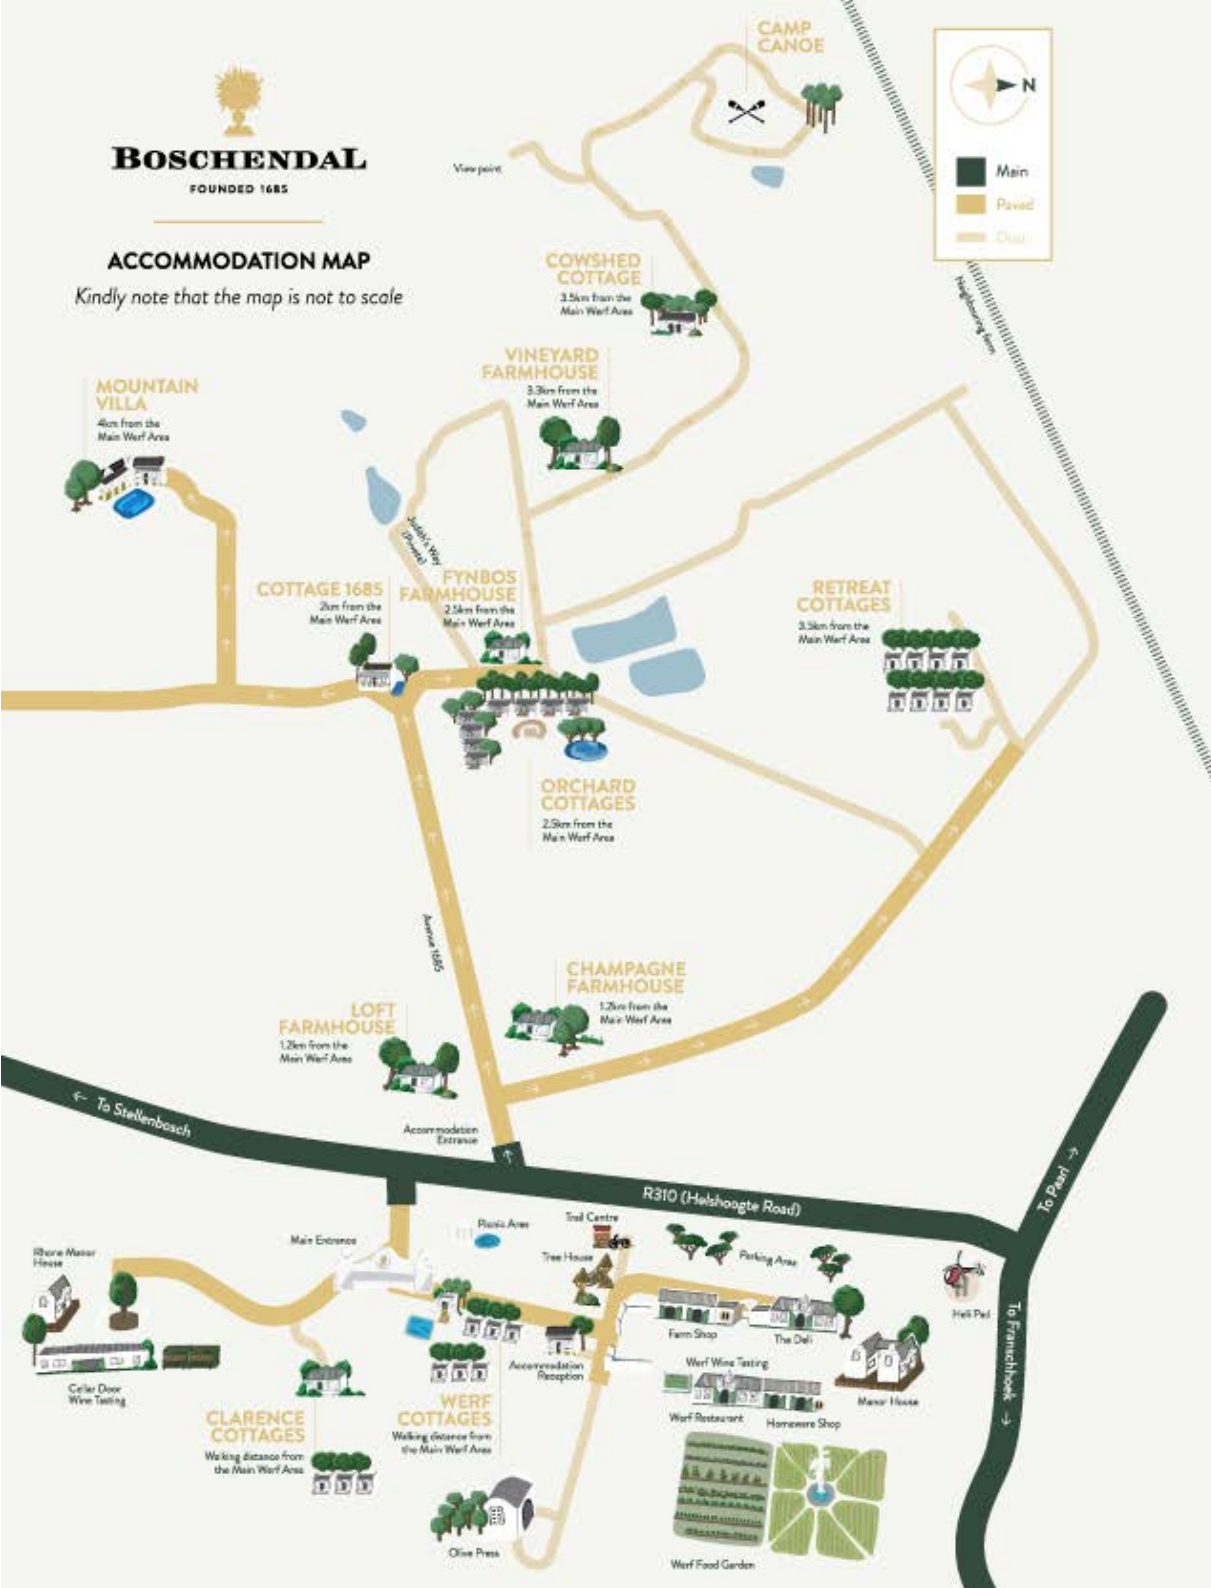 CAMP
CANOE
N
Main
Paved
Dust
BOSCHENDAL
FOUNDED 1685
ACCOMMODATION MAP
Kindly note that the map is not to scale
View point
COWSHED
COTTAGE
3.5km from the
Main Werf Area
Neighbouring farm
VINEYARD
FARMHOUSE
3.3km from the
Main Werf Area
MOUNTAIN
VILLA
4km from the
Main Werf Area
Judith's Way
(Private)
COTTAGE 1685
2km from the
Main Werf Area
FYNBOS
FARMHOUSE
2.5km from the
Main Werf Area
RETREAT
COTTAGES
3.5km from the
Main Werf Area
ORCHARD
COTTAGES
2.5km from the
Main Werf Area
Avenue 1685
CHAMPAGNE
FARMHOUSE
1.2km from the
Main Werf Area
LOFT
FARMHOUSE
1.2km from the
Main Werf Area
← To Stellenbosch
Accommodation
Entrance
R310 (Helshoogte Road)
To Paarl →
To Franschhoek →
Main Entrance
Picnic Area
Trail Centre
Tree House
Parking Area
Rhone Manor
House
Heli Pad
Farm Shop
The Deli
Cellar Door
Wine Tasting
Accommodation
Reception
Werf Wine Tasting
Manor House
Werf Restaurant
Homeware Shop
WERF
COTTAGES
Walking distance from
the Main Werf Area
CLARENCE
COTTAGES
Walking distance from
the Main Werf Area
Olive Press
Werf Food Garden